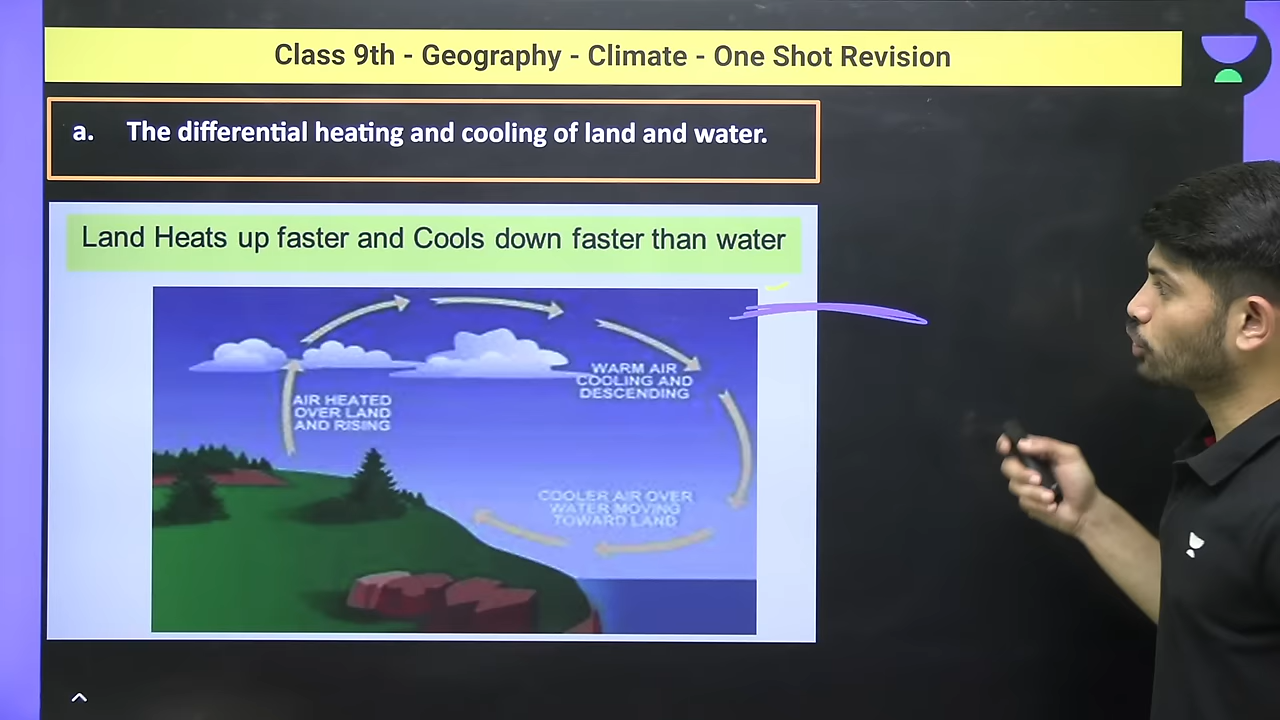 Class 9th - Geography - Climate - One Shot Revision
a. The differential heating and cooling of land and water.
Land Heats up faster and Cools down faster than water
AIR HEATED
OVER LAND
AND RISING
WARM AIR
COOLING AND
DESCENDING
COOLER AIR OVER
WATER MOVING
TOWARD LAND